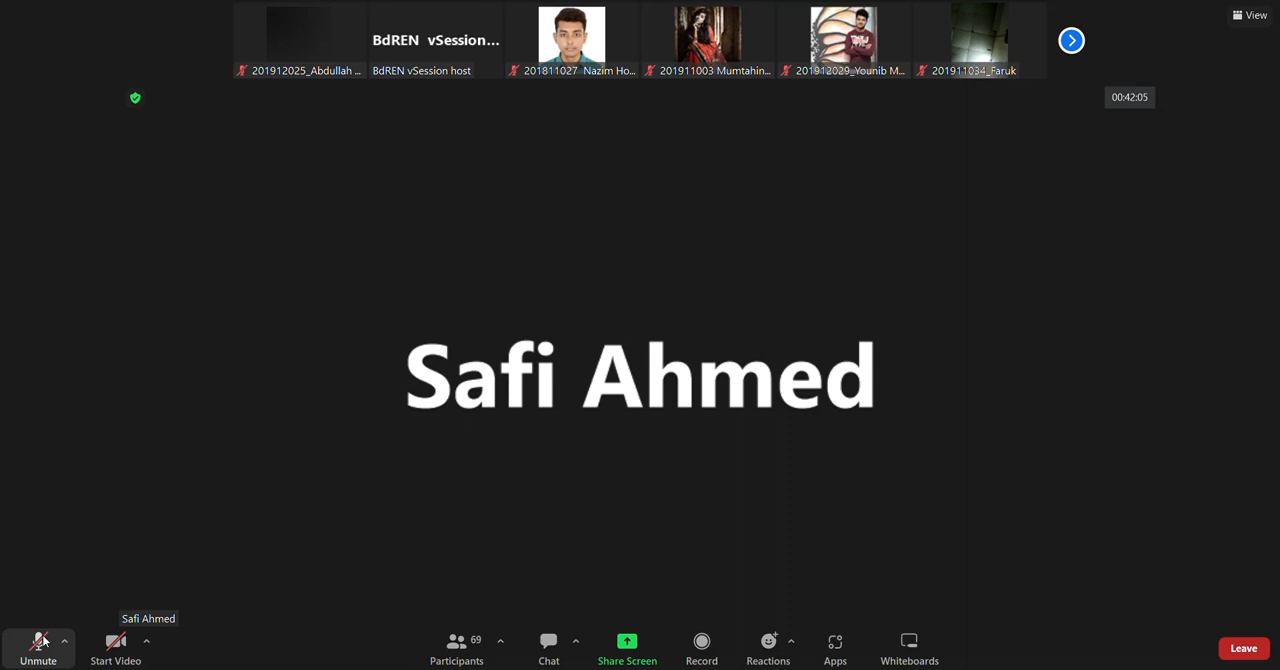 BdREN vSession...
View
201912025_Abdullah ...
BdREN vSession host
201811027_Nazim Ho...
201911003 Mumtahin...
201912029_Younib M...
201911034_Faruk
00:42:05
Safi Ahmed
Safi Ahmed
69
Unmute
Start Video
Participants
Chat
Share Screen
Record
Reactions
Apps
Whiteboards
Leave